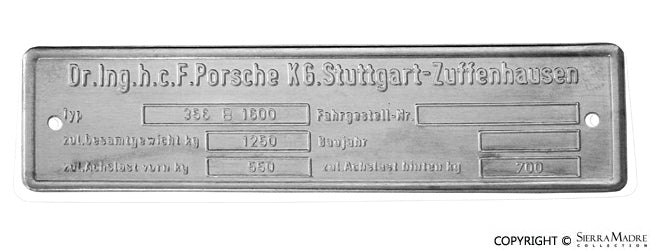 Dr.Ing.h.c.F.Porsche KG.Stuttgart-Zuffenhausen
Typ 356 B 1600 Fahrgestell-Nr.
zul.Gesamtgewicht kg 1250 Baujahr
zul.Achslast vorn kg 550 zul.Achslast hinten kg 700
COPYRIGHT © SIERRA MADRE
COLLECTION